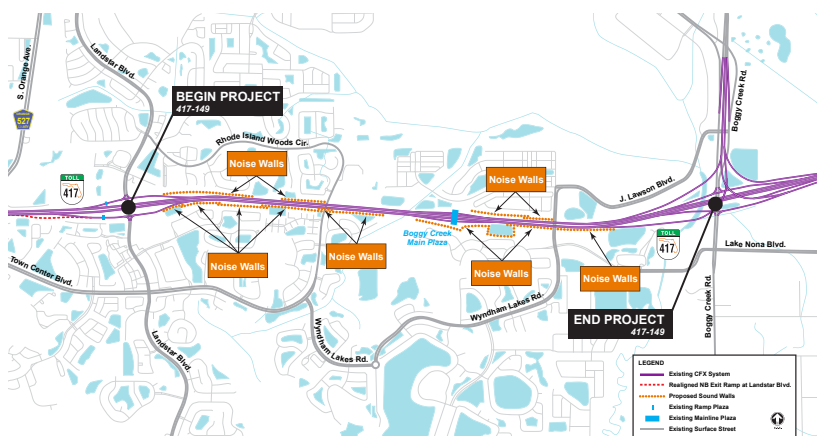 S. Orange Ave.
527
Landstar Blvd.
BEGIN PROJECT
417-149
Rhode Island Woods Cir.
Noise Walls
TOLL
417
Noise Walls
Noise Walls
Town Center Blvd.
Landstar Blvd.
Wyndham Lakes Rd.
Boggy Creek
Main Plaza
Noise Walls
Noise Walls
Noise Walls
Wyndham Lakes Rd.
J. Lawson Blvd.
Boggy Creek Rd.
TOLL
417
Lake Nona Blvd.
Boggy Creek Rd.
END PROJECT
417-149
LEGEND
Existing CFX System
Realigned NB Exit Ramp at Landstar Blvd.
Proposed Sound Walls
Existing Ramp Plaza
Existing Mainline Plaza
Existing Surface Street